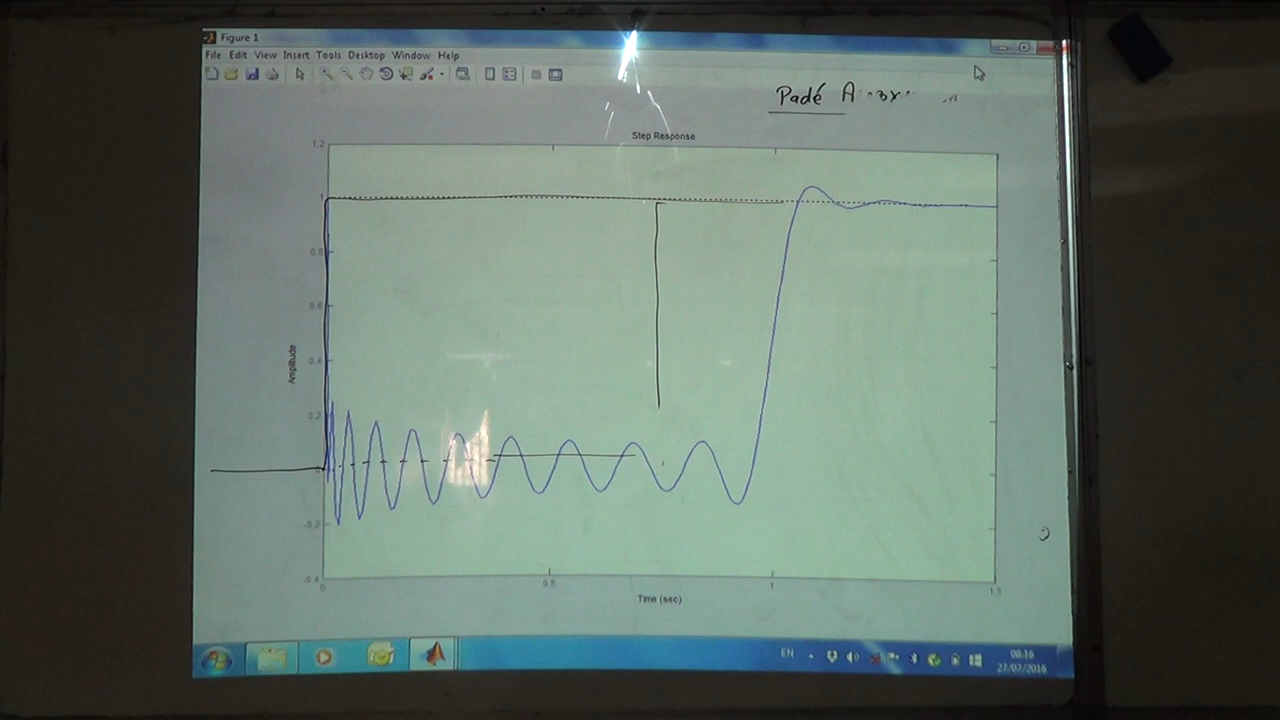 Figure 1
File Edit View Insert Tools Desktop Window Help
Padé
Step Response
1.2
1
0.8
0.6
0.4
0.2
0
-0.2
-0.4
Amplitude
0 0.5 1 1.5
Time (sec)
EN 08:16
27/07/2016